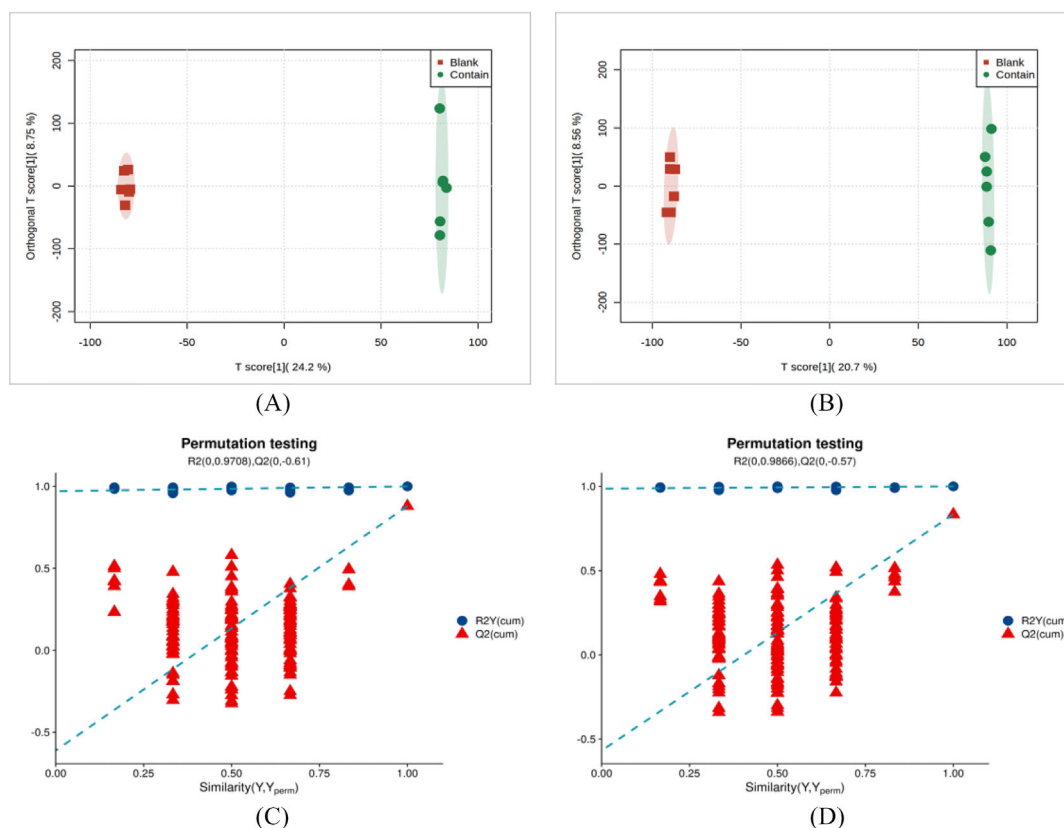 200
100
0
-100
-200
Orthogonal T score[1]( 8.75 %)
Blank
Contain
-100
-50
0
50
100
T score[1]( 24.2 %)
(A)
200
100
0
-100
-200
Orthogonal T score[1]( 8.56 %)
Blank
Contain
-100
-50
0
50
100
T score[1]( 20.7 %)
(B)
Permutation testing
R2(0,0.9708),Q2(0,-0.61)
1.0
0.5
0.0
-0.5
R2Y(cum)
Q2(cum)
0.00
0.25
0.50
0.75
1.00
Similarity(Y,Yperm)
(C)
Permutation testing
R2(0,0.9866),Q2(0,-0.57)
1.0
0.5
0.0
-0.5
R2Y(cum)
Q2(cum)
0.00
0.25
0.50
0.75
1.00
Similarity(Y,Yperm)
(D)